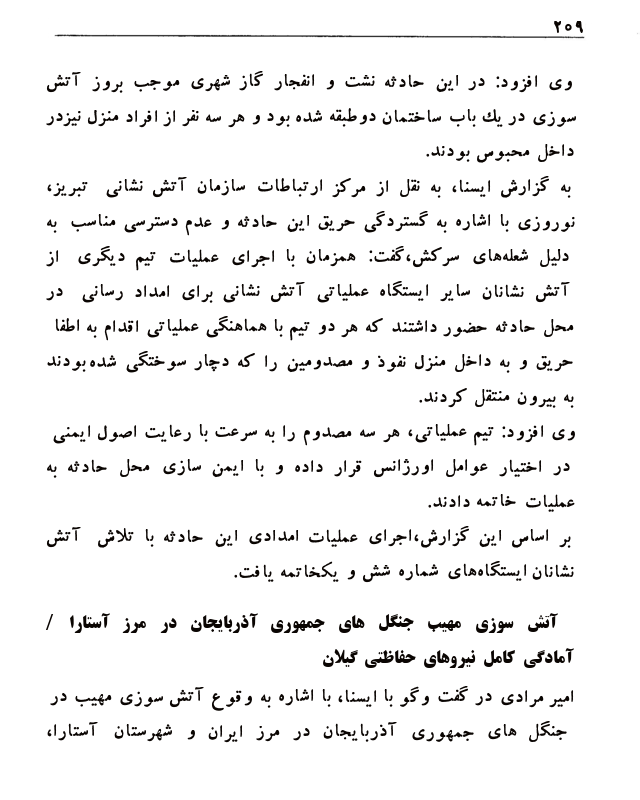 ۲۰۹
وی افزود: در این حادثه نشت و انفجار گاز شهری موجب بروز آتش
سوزی در یك باب ساختمان دوطبقه شده بود و هر سه نفر از افراد منزل نیزدر
داخل محبوس بودند.
به گزارش ایسنا، به نقل از مرکز ارتباطات سازمان آتش نشانی تبریز،
نوروزی با اشاره به گستردگی حریق این حادثه و عدم دسترسی مناسب به
دلیل شعله‌های سرکش،گفت: همزمان با اجرای عملیات تیم دیگری از
آتش نشانان سایر ایستگاه عملیاتی آتش نشانی برای امداد رسانی در
محل حادثه حضور داشتند که هر دو تیم با هماهنگی عملیاتی اقدام به اطفا
حریق و به داخل منزل نفوذ و مصدومین را که دچار سوختگی شده بودند
به بیرون منتقل کردند.
وی افزود: تیم عملیاتی، هر سه مصدوم را به سرعت با رعایت اصول ایمنی
در اختیار عوامل اورژانس قرار داده و با ایمن سازی محل حادثه به
عملیات خاتمه دادند.
بر اساس این گزارش،اجرای عملیات امدادی این حادثه با تلاش آتش
نشانان ایستگاه‌های شماره شش و یکخاتمه یافت.
آتش سوزی مهیب جنگل های جمهوری آذربایجان در مرز آستارا /
آمادگی کامل نیروهای حفاظتی گیلان
امیر مرادی در گفت وگو با ایسنا، با اشاره به وقوع آتش سوزی مهیب در
جنگل های جمهوری آذربایجان در مرز ایران و شهرستان آستارا،